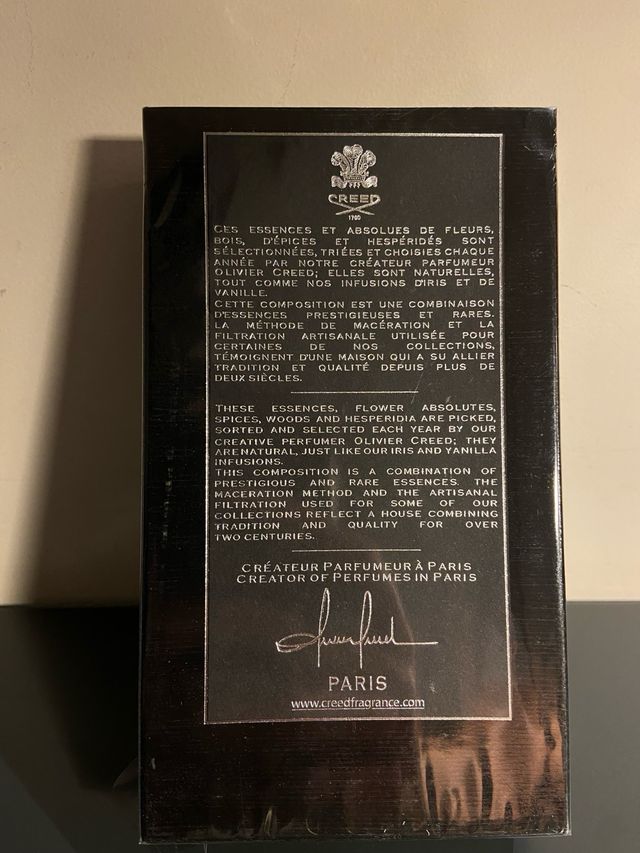 CREED
1760
CES ESSENCES ET ABSOLUES DE FLEURS,
BOIS, D'ÉPICES ET HESPÉRIDÉS SONT
SÉLECTIONNÉES, TRIÉES ET CHOISIES CHAQUE
ANNÉE PAR NOTRE CRÉATEUR PARFUMEUR
OLIVIER CREED; ELLES SONT NATURELLES,
TOUT COMME NOS INFUSIONS D'IRIS ET DE
VANILLE.
CETTE COMPOSITION EST UNE COMBINAISON
D'ESSENCES PRESTIGIEUSES ET RARES.
LA MÉTHODE DE MACÉRATION ET LA
FILTRATION ARTISANALE UTILISÉE POUR
CERTAINES DE NOS COLLECTIONS,
TÉMOIGNENT D'UNE MAISON QUI A SU ALLIER
TRADITION ET QUALITÉ DEPUIS PLUS DE
DEUX SIÈCLES.
THESE ESSENCES, FLOWER ABSOLUTES,
SPICES, WOODS AND HESPERIDIA ARE PICKED,
SORTED AND SELECTED EACH YEAR BY OUR
CREATIVE PERFUMER OLIVIER CREED; THEY
ARE NATURAL, JUST LIKE OUR IRIS AND VANILLA
INFUSIONS.
THIS COMPOSITION IS A COMBINATION OF
PRESTIGIOUS AND RARE ESSENCES. THE
MACERATION METHOD AND THE ARTISANAL
FILTRATION USED FOR SOME OF OUR
COLLECTIONS REFLECT A HOUSE COMBINING
TRADITION AND QUALITY FOR OVER
TWO CENTURIES.
CRÉATEUR PARFUMEUR À PARIS
CREATOR OF PERFUMES IN PARIS
PARIS
www.creedfragrance.com